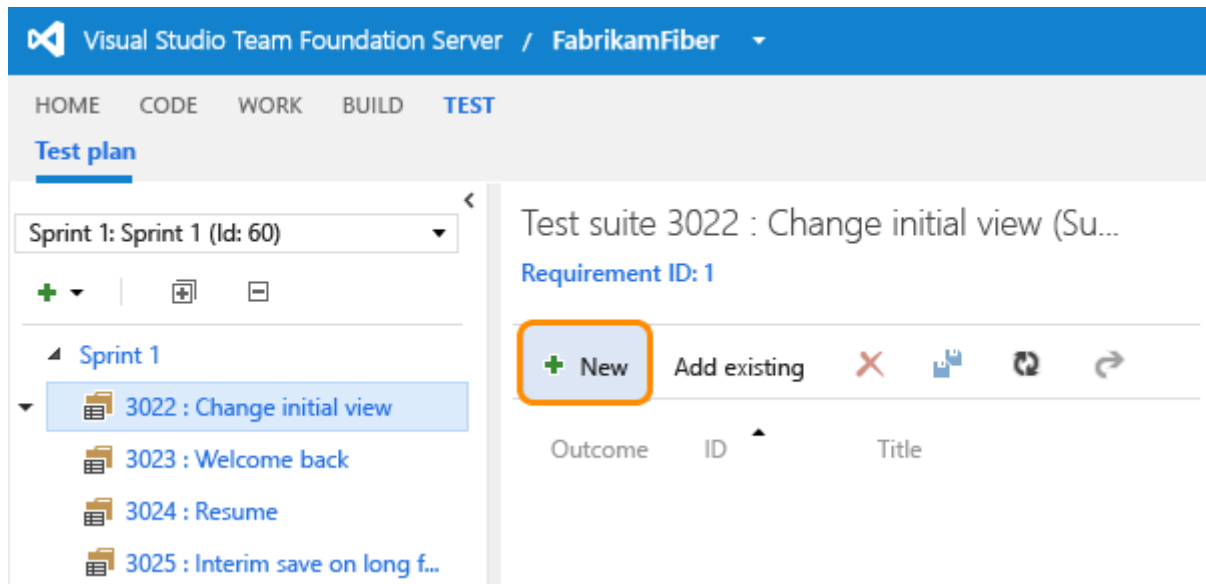 Visual Studio Team Foundation Server / FabrikamFiber
HOME CODE WORK BUILD TEST
Test plan
Sprint 1: Sprint 1 (Id: 60)
Sprint 1
3022 : Change initial view
3023 : Welcome back
3024 : Resume
3025 : Interim save on long f...
Test suite 3022 : Change initial view (Su...
Requirement ID: 1
New Add existing
Outcome ID Title